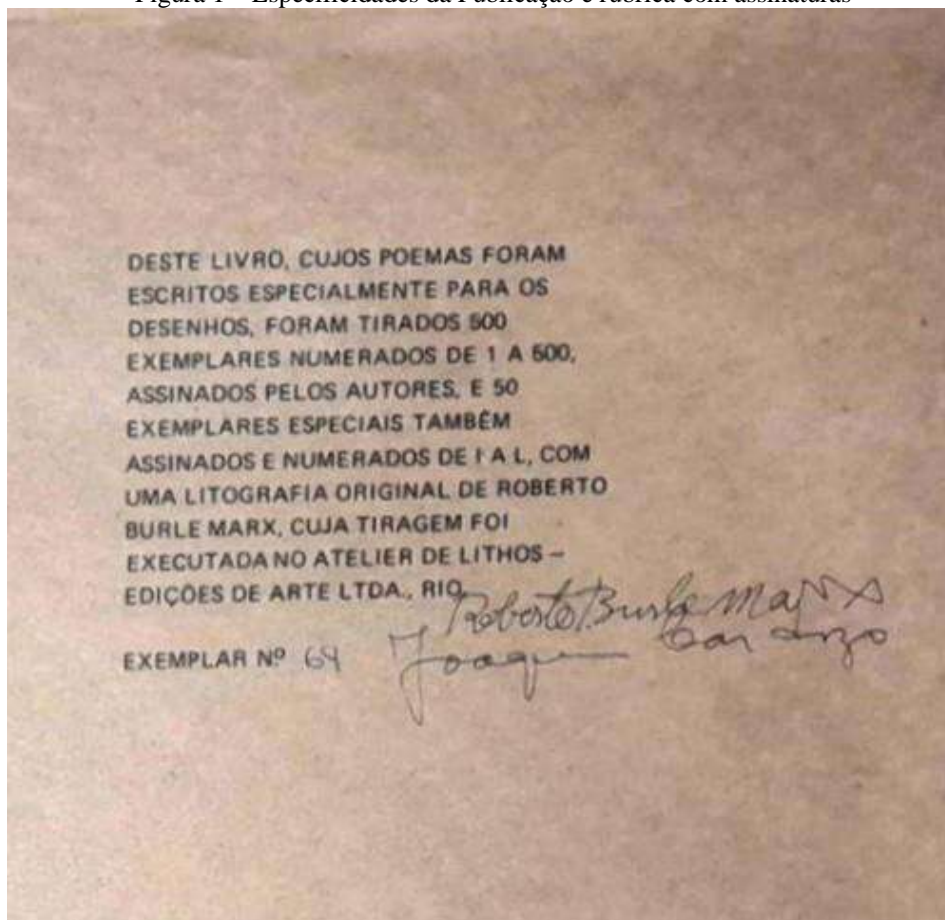 Figura 1 – Especificidades da Publicação e rubrica com assinaturas
DESTE LIVRO, CUJOS POEMAS FORAM
ESCRITOS ESPECIALMENTE PARA OS
DESENHOS, FORAM TIRADOS 500
EXEMPLARES NUMERADOS DE 1 A 500,
ASSINADOS PELOS AUTORES, E 50
EXEMPLARES ESPECIAIS TAMBÉM
ASSINADOS E NUMERADOS DE I A L, COM
UMA LITOGRAFIA ORIGINAL DE ROBERTO
BURLE MARX, CUJA TIRAGEM FOI
EXECUTADA NO ATELIER DE LITHOS –
EDIÇÕES DE ARTE LTDA., RIO
Roberto Burle Marx
Joaquim Cardozo
EXEMPLAR Nº 64